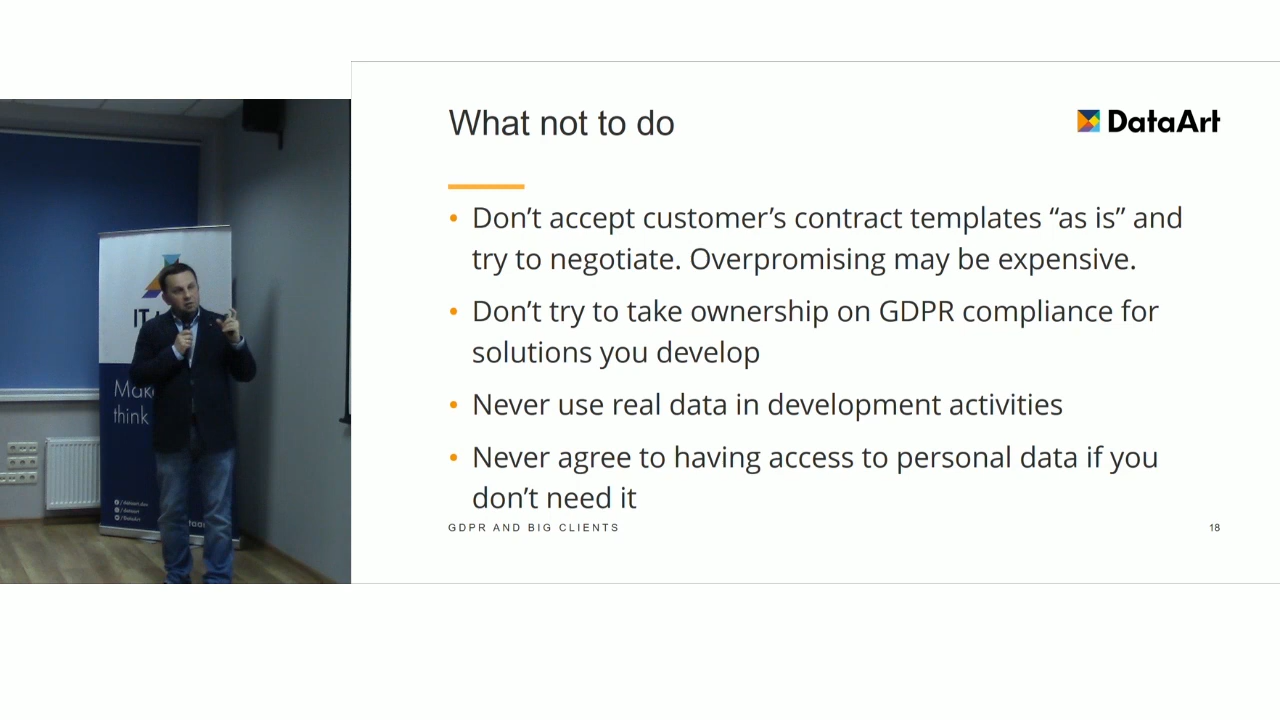 What not to do
DataArt
• Don’t accept customer’s contract templates “as is” and
try to negotiate. Overpromising may be expensive.
• Don’t try to take ownership on GDPR compliance for
solutions you develop
• Never use real data in development activities
• Never agree to having access to personal data if you
don’t need it
GDPR AND BIG CLIENTS
18
IT
think